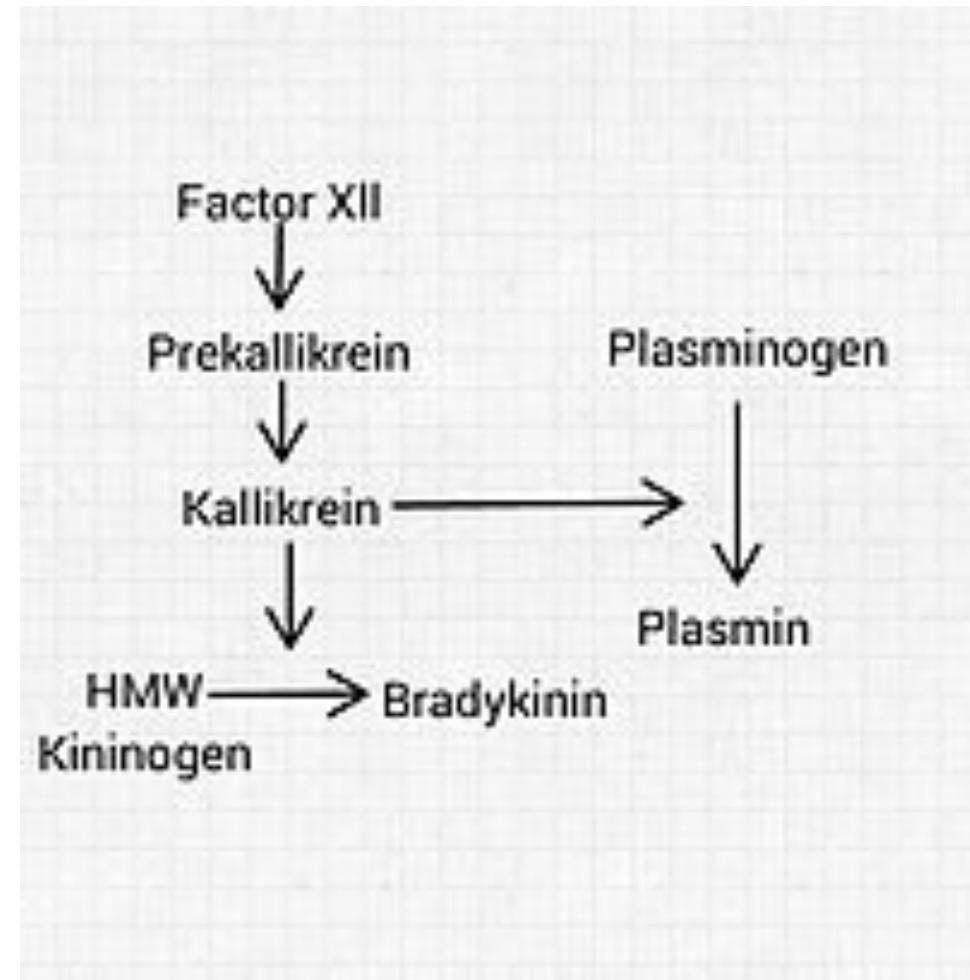 Factor XII
Prekallikrein
Plasminogen
Kallikrein
Plasmin
HMW
Kininogen
Bradykinin